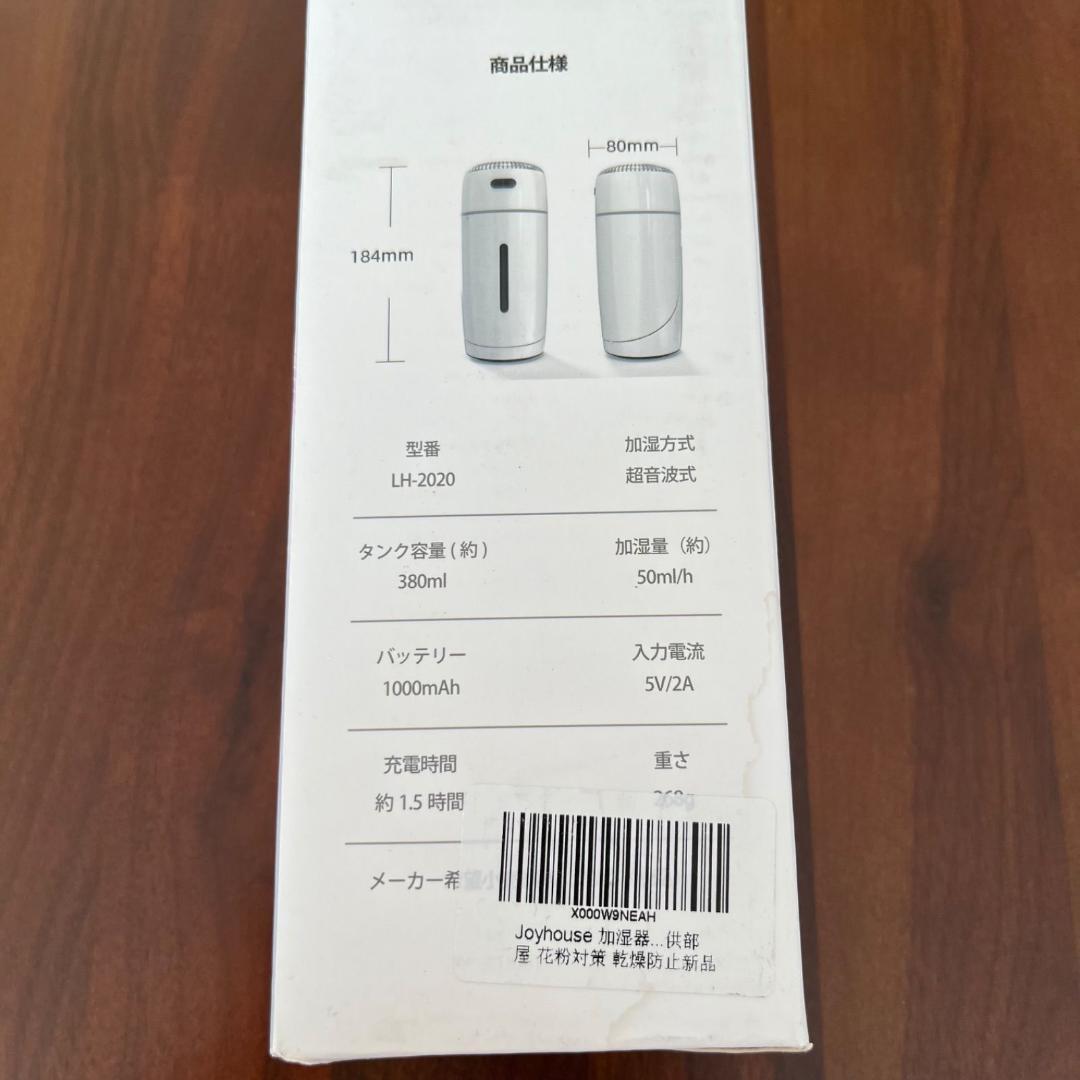 商品仕様
80mm
184mm
型番
LH-2020
加湿方式
超音波式
タンク容量 ( 約 )
380ml
加湿量（約）
50ml/h
バッテリー
1000mAh
入力電流
5V/2A
充電時間
約 1.5 時間
重さ
268g
メーカー希望小
X000W9NEAH
Joyhouse 加湿器...供部
屋 花粉対策 乾燥防止新品